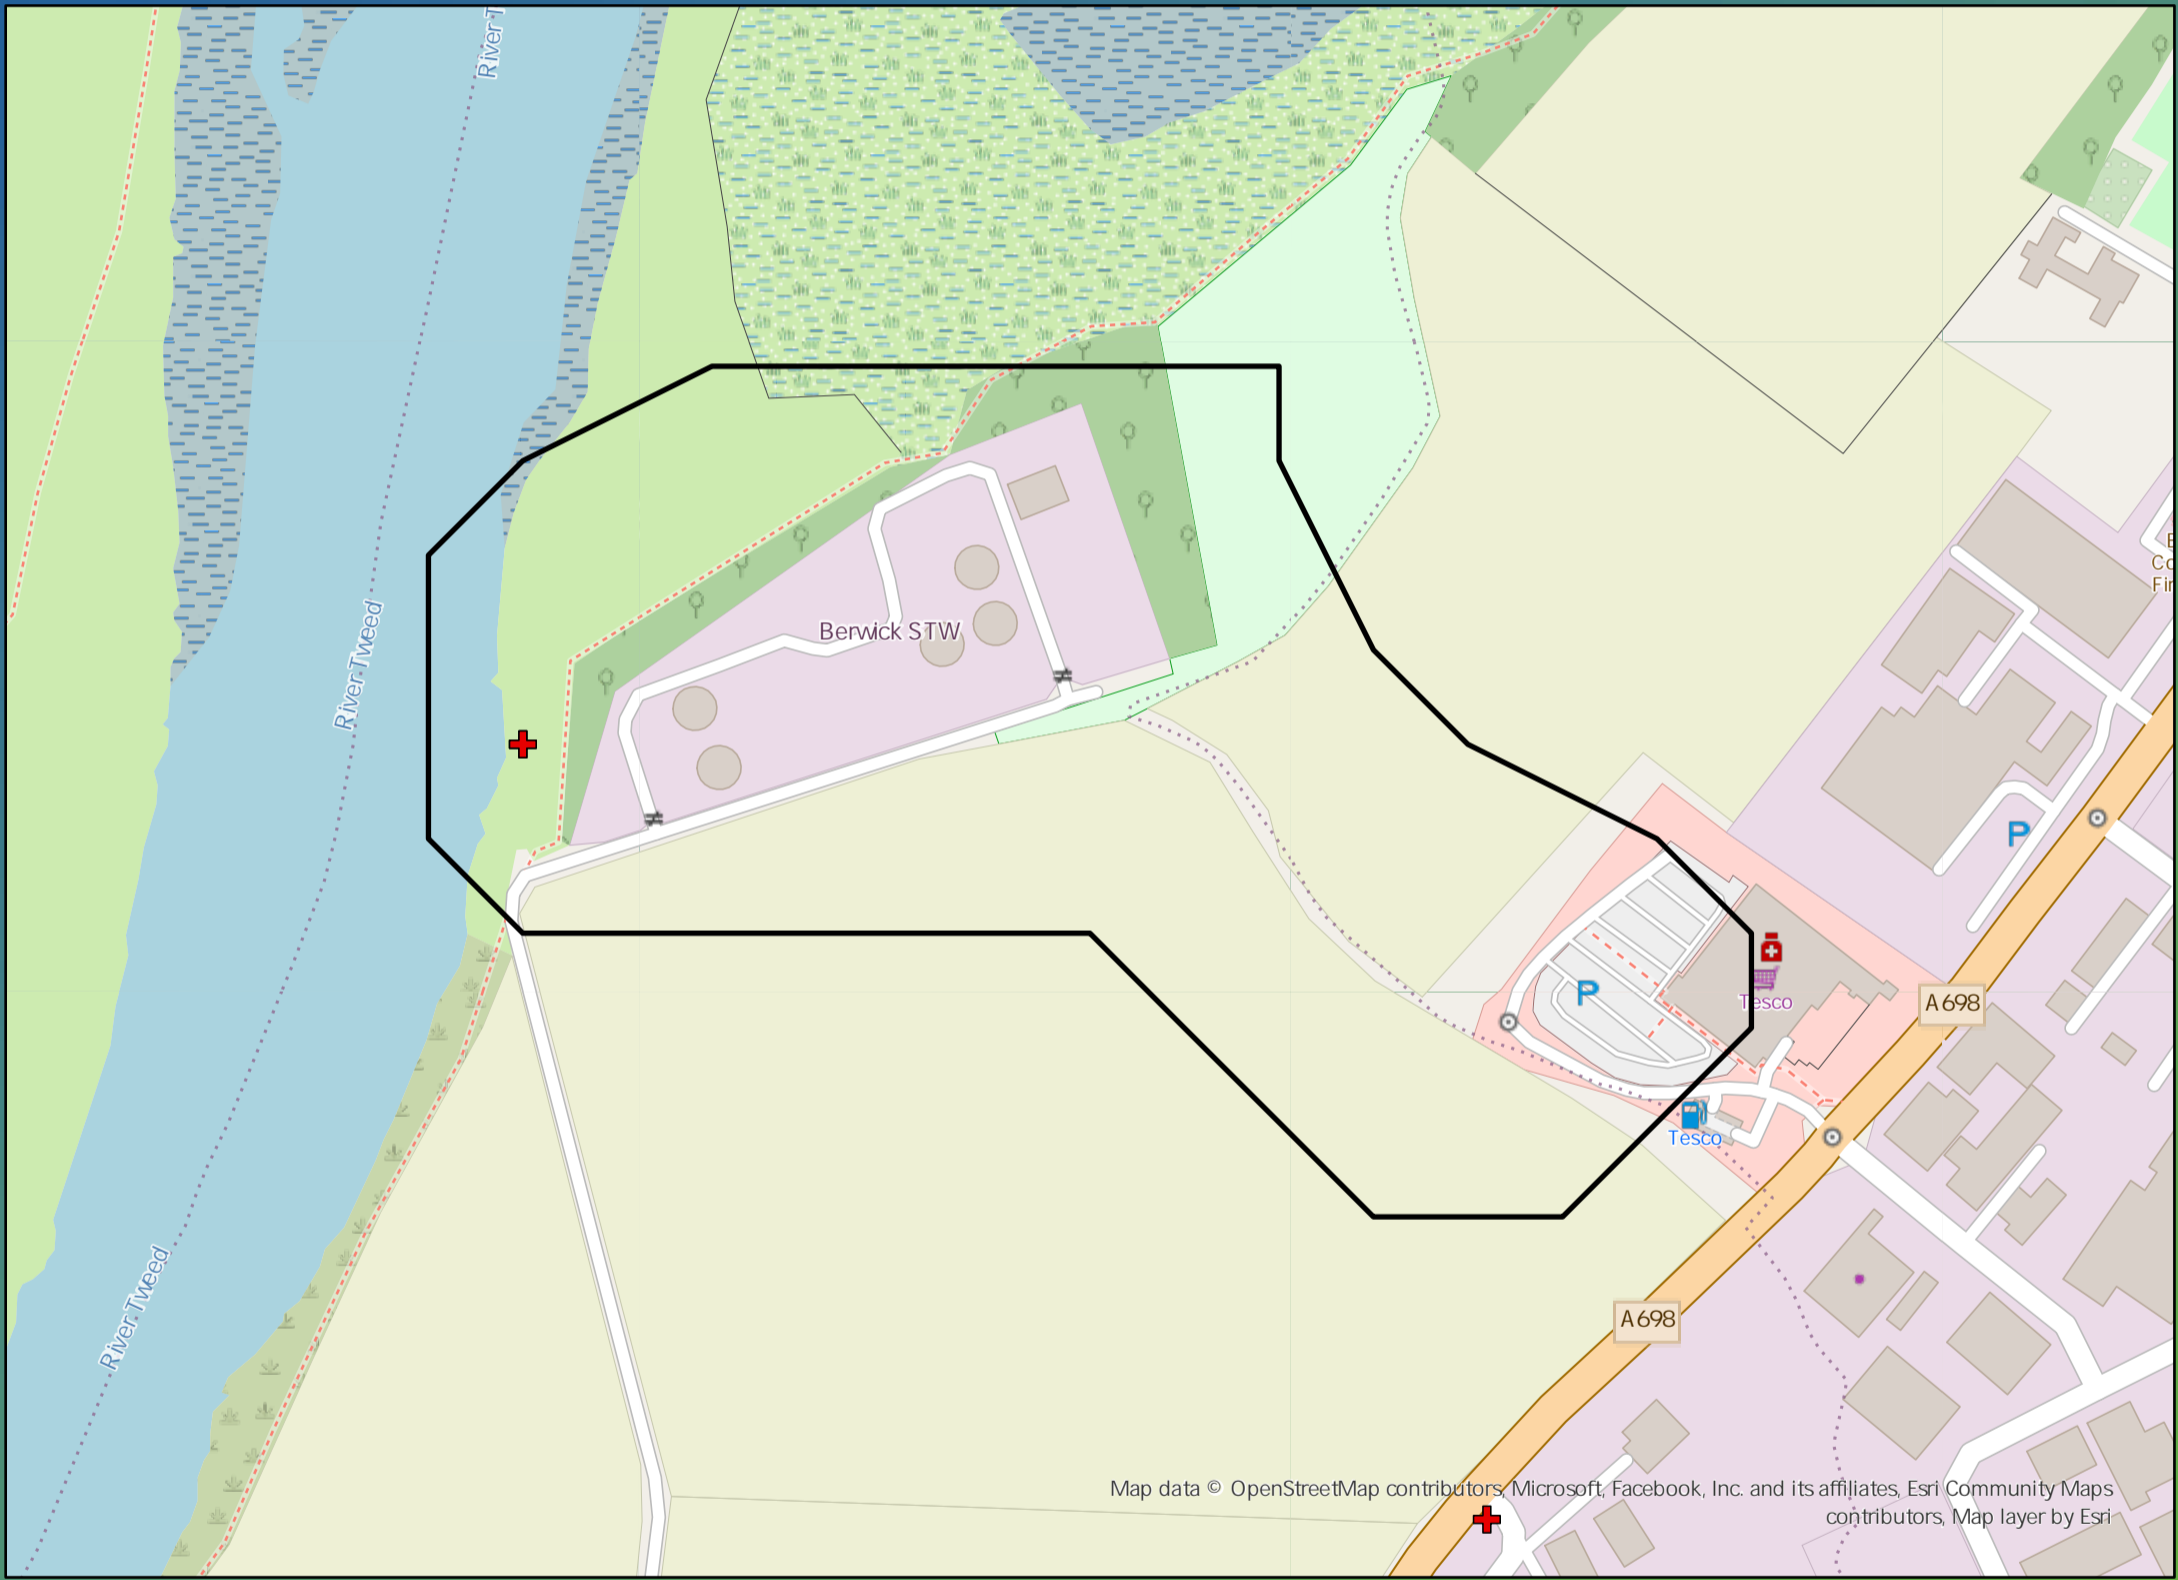 River T
Berwick STW
River Tweed
P
Tesco
P
A698
Tesco
River Tweed
A698
Map data © OpenStreetMap contributors, Microsoft, Facebook, Inc. and its affiliates, Esri Community Maps
contributors, Map layer by Esri